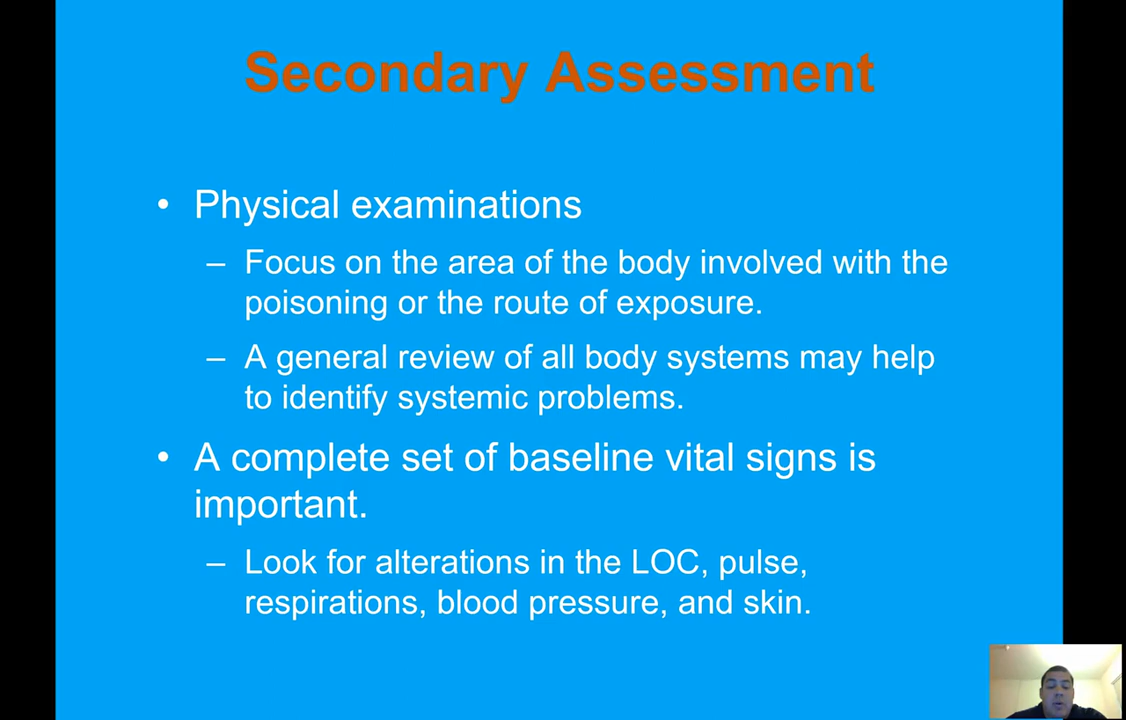 Secondary Assessment
• Physical examinations
– Focus on the area of the body involved with the
poisoning or the route of exposure.
– A general review of all body systems may help
to identify systemic problems.
• A complete set of baseline vital signs is
important.
– Look for alterations in the LOC, pulse,
respirations, blood pressure, and skin.